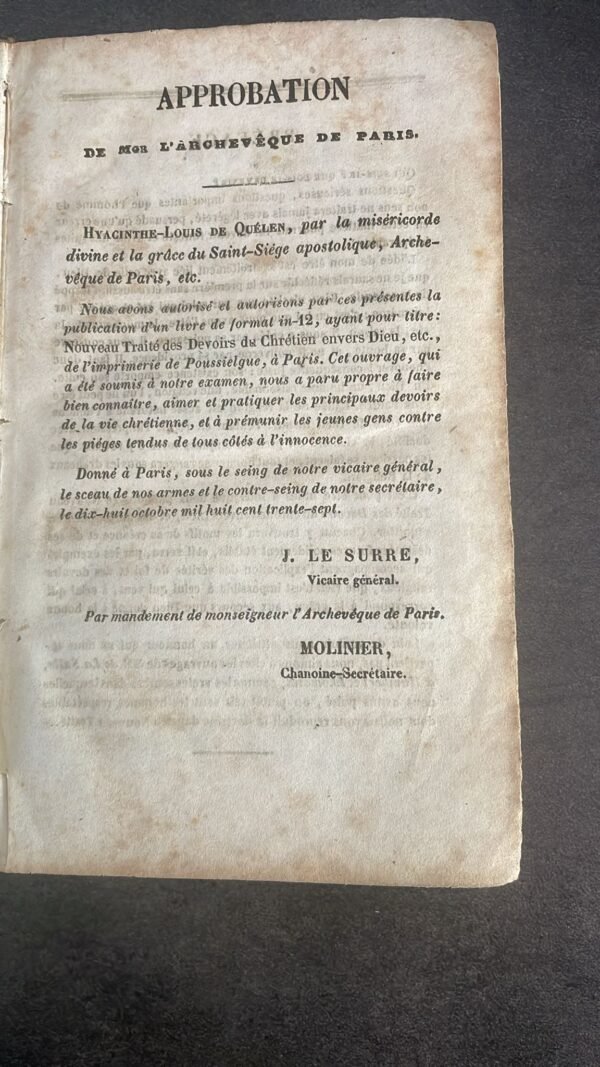 APPROBATION
DE MGR L'ARCHEVÊQUE DE PARIS.
HYACINTHE-LOUIS DE QUÉLEN, par la miséricorde
divine et la grâce du Saint-Siége apostolique, Arche-
vêque de Paris, etc.
Nous avons autorisé et autorisons par ces présentes la
publication d'un livre de format in-12, ayant pour titre:
Nouveau Traité des Devoirs du Chrétien envers Dieu, etc.,
de l'imprimerie de Poussielgue, à Paris. Cet ouvrage, qui
a été soumis à notre examen, nous a paru propre à faire
bien connaître, aimer et pratiquer les principaux devoirs
de la vie chrétienne, et à prémunir les jeunes gens contre
les piéges tendus de tous côtés à l'innocence.
Donné à Paris, sous le seing de notre vicaire général,
le sceau de nos armes et le contre-seing de notre secrétaire,
le dix-huit octobre mil huit cent trente-sept.
J. LE SURRE,
Vicaire général.
Par mandement de monseigneur l'Archevêque de Paris.
MOLINIER,
Chanoine-Secrétaire.